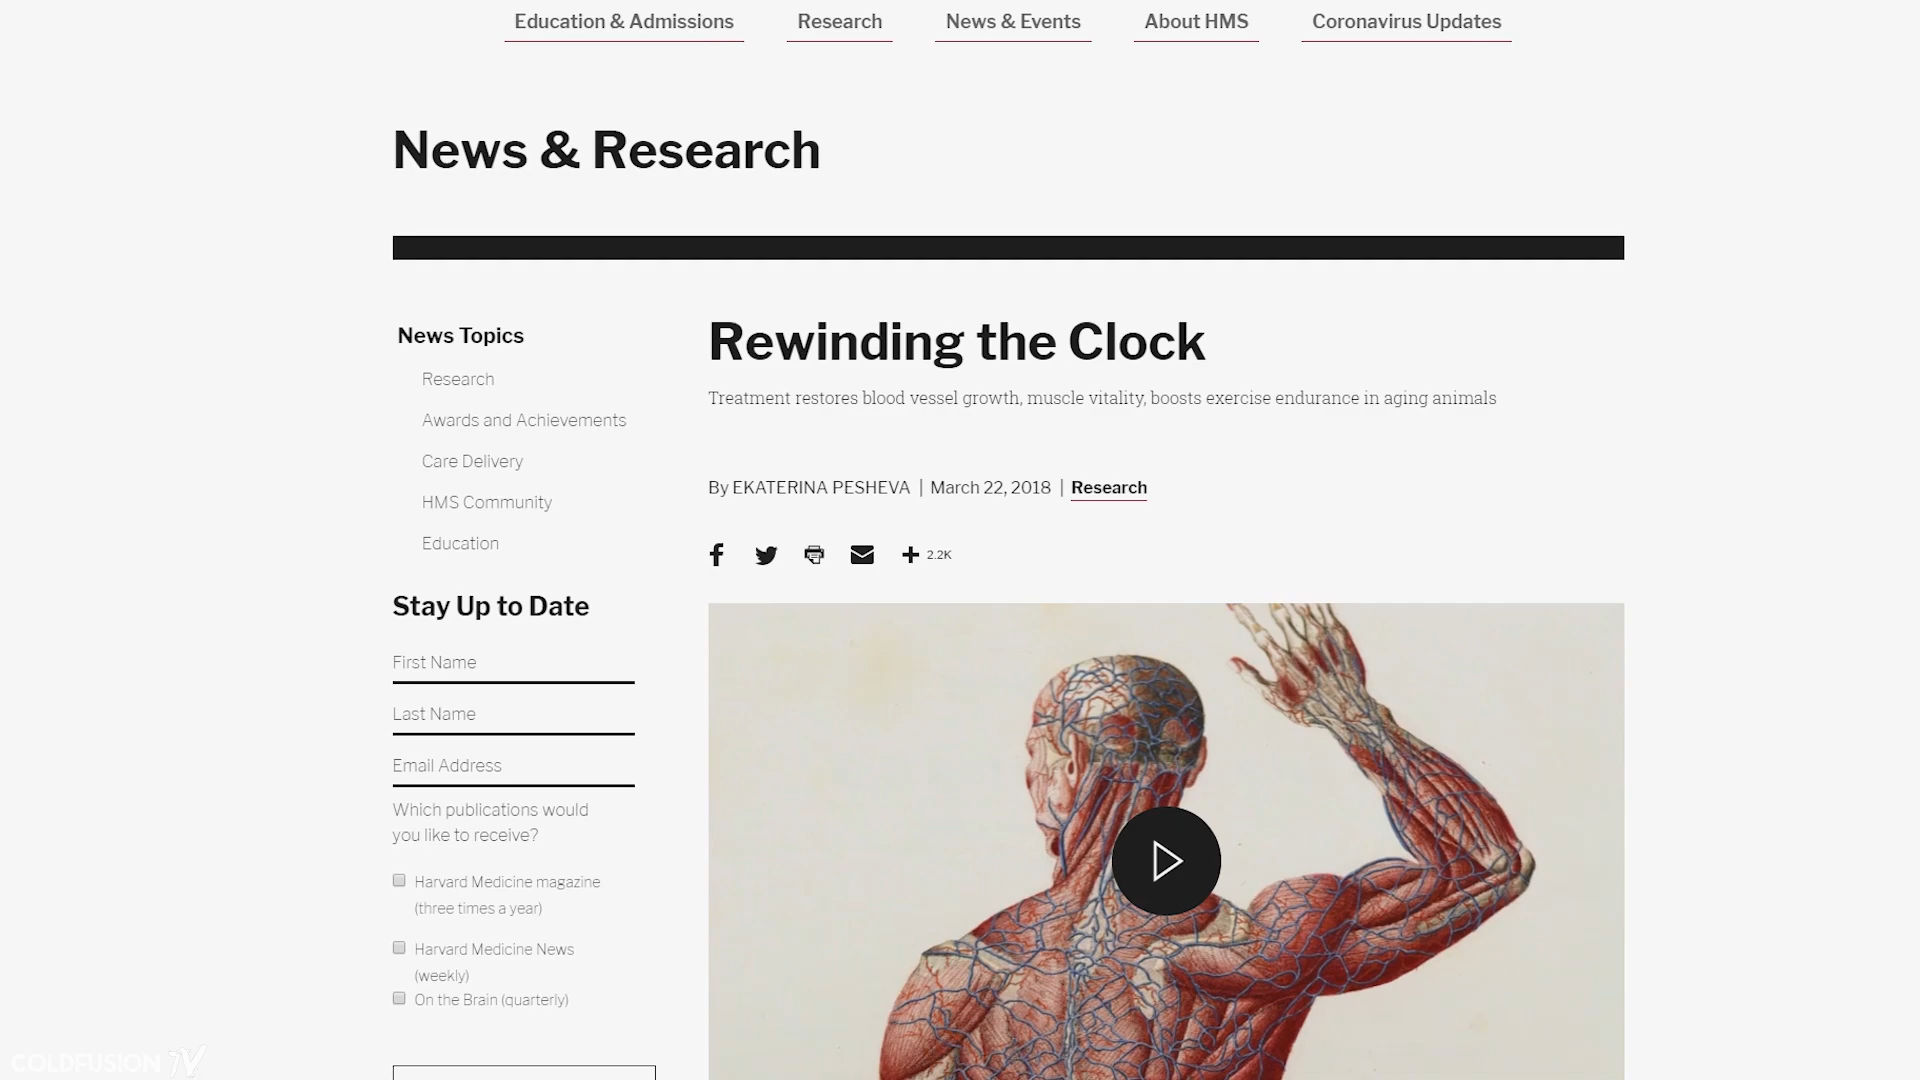 Education & Admissions
Research
News & Events
About HMS
Coronavirus Updates
News & Research
News Topics
Research
Awards and Achievements
Care Delivery
HMS Community
Education
Stay Up to Date
First Name
Last Name
Email Address
Which publications would
you like to receive?
Harvard Medicine magazine
(three times a year)
Harvard Medicine News
(weekly)
On the Brain (quarterly)
Rewinding the Clock
Treatment restores blood vessel growth, muscle vitality, boosts exercise endurance in aging animals
By EKATERINA PESHEVA | March 22, 2018 | Research
2.2K
COLDFUSION TV